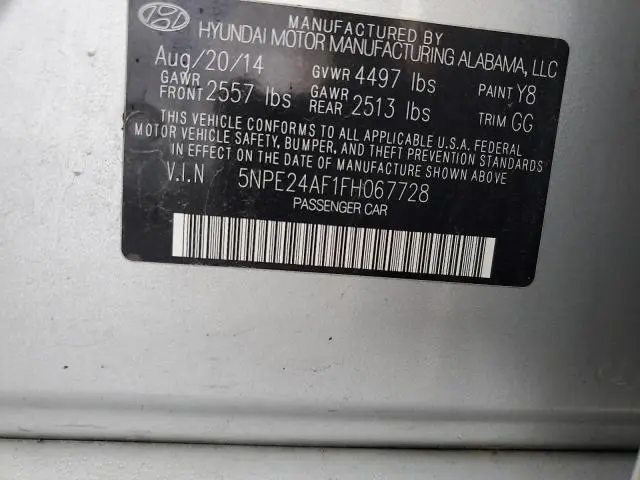 MANUFACTURED BY
HYUNDAI MOTOR MANUFACTURING ALABAMA, LLC
Aug/20/14 GVWR 4497 lbs PAINT Y8
GAWR FRONT 2557 lbs GAWR REAR 2513 lbs TRIM GG
THIS VEHICLE CONFORMS TO ALL APPLICABLE U.S.A. FEDERAL
MOTOR VEHICLE SAFETY, BUMPER, AND THEFT PREVENTION STANDARDS
IN EFFECT ON THE DATE OF MANUFACTURE SHOWN ABOVE
V.I.N 5NPE24AF1FH067728
PASSENGER CAR